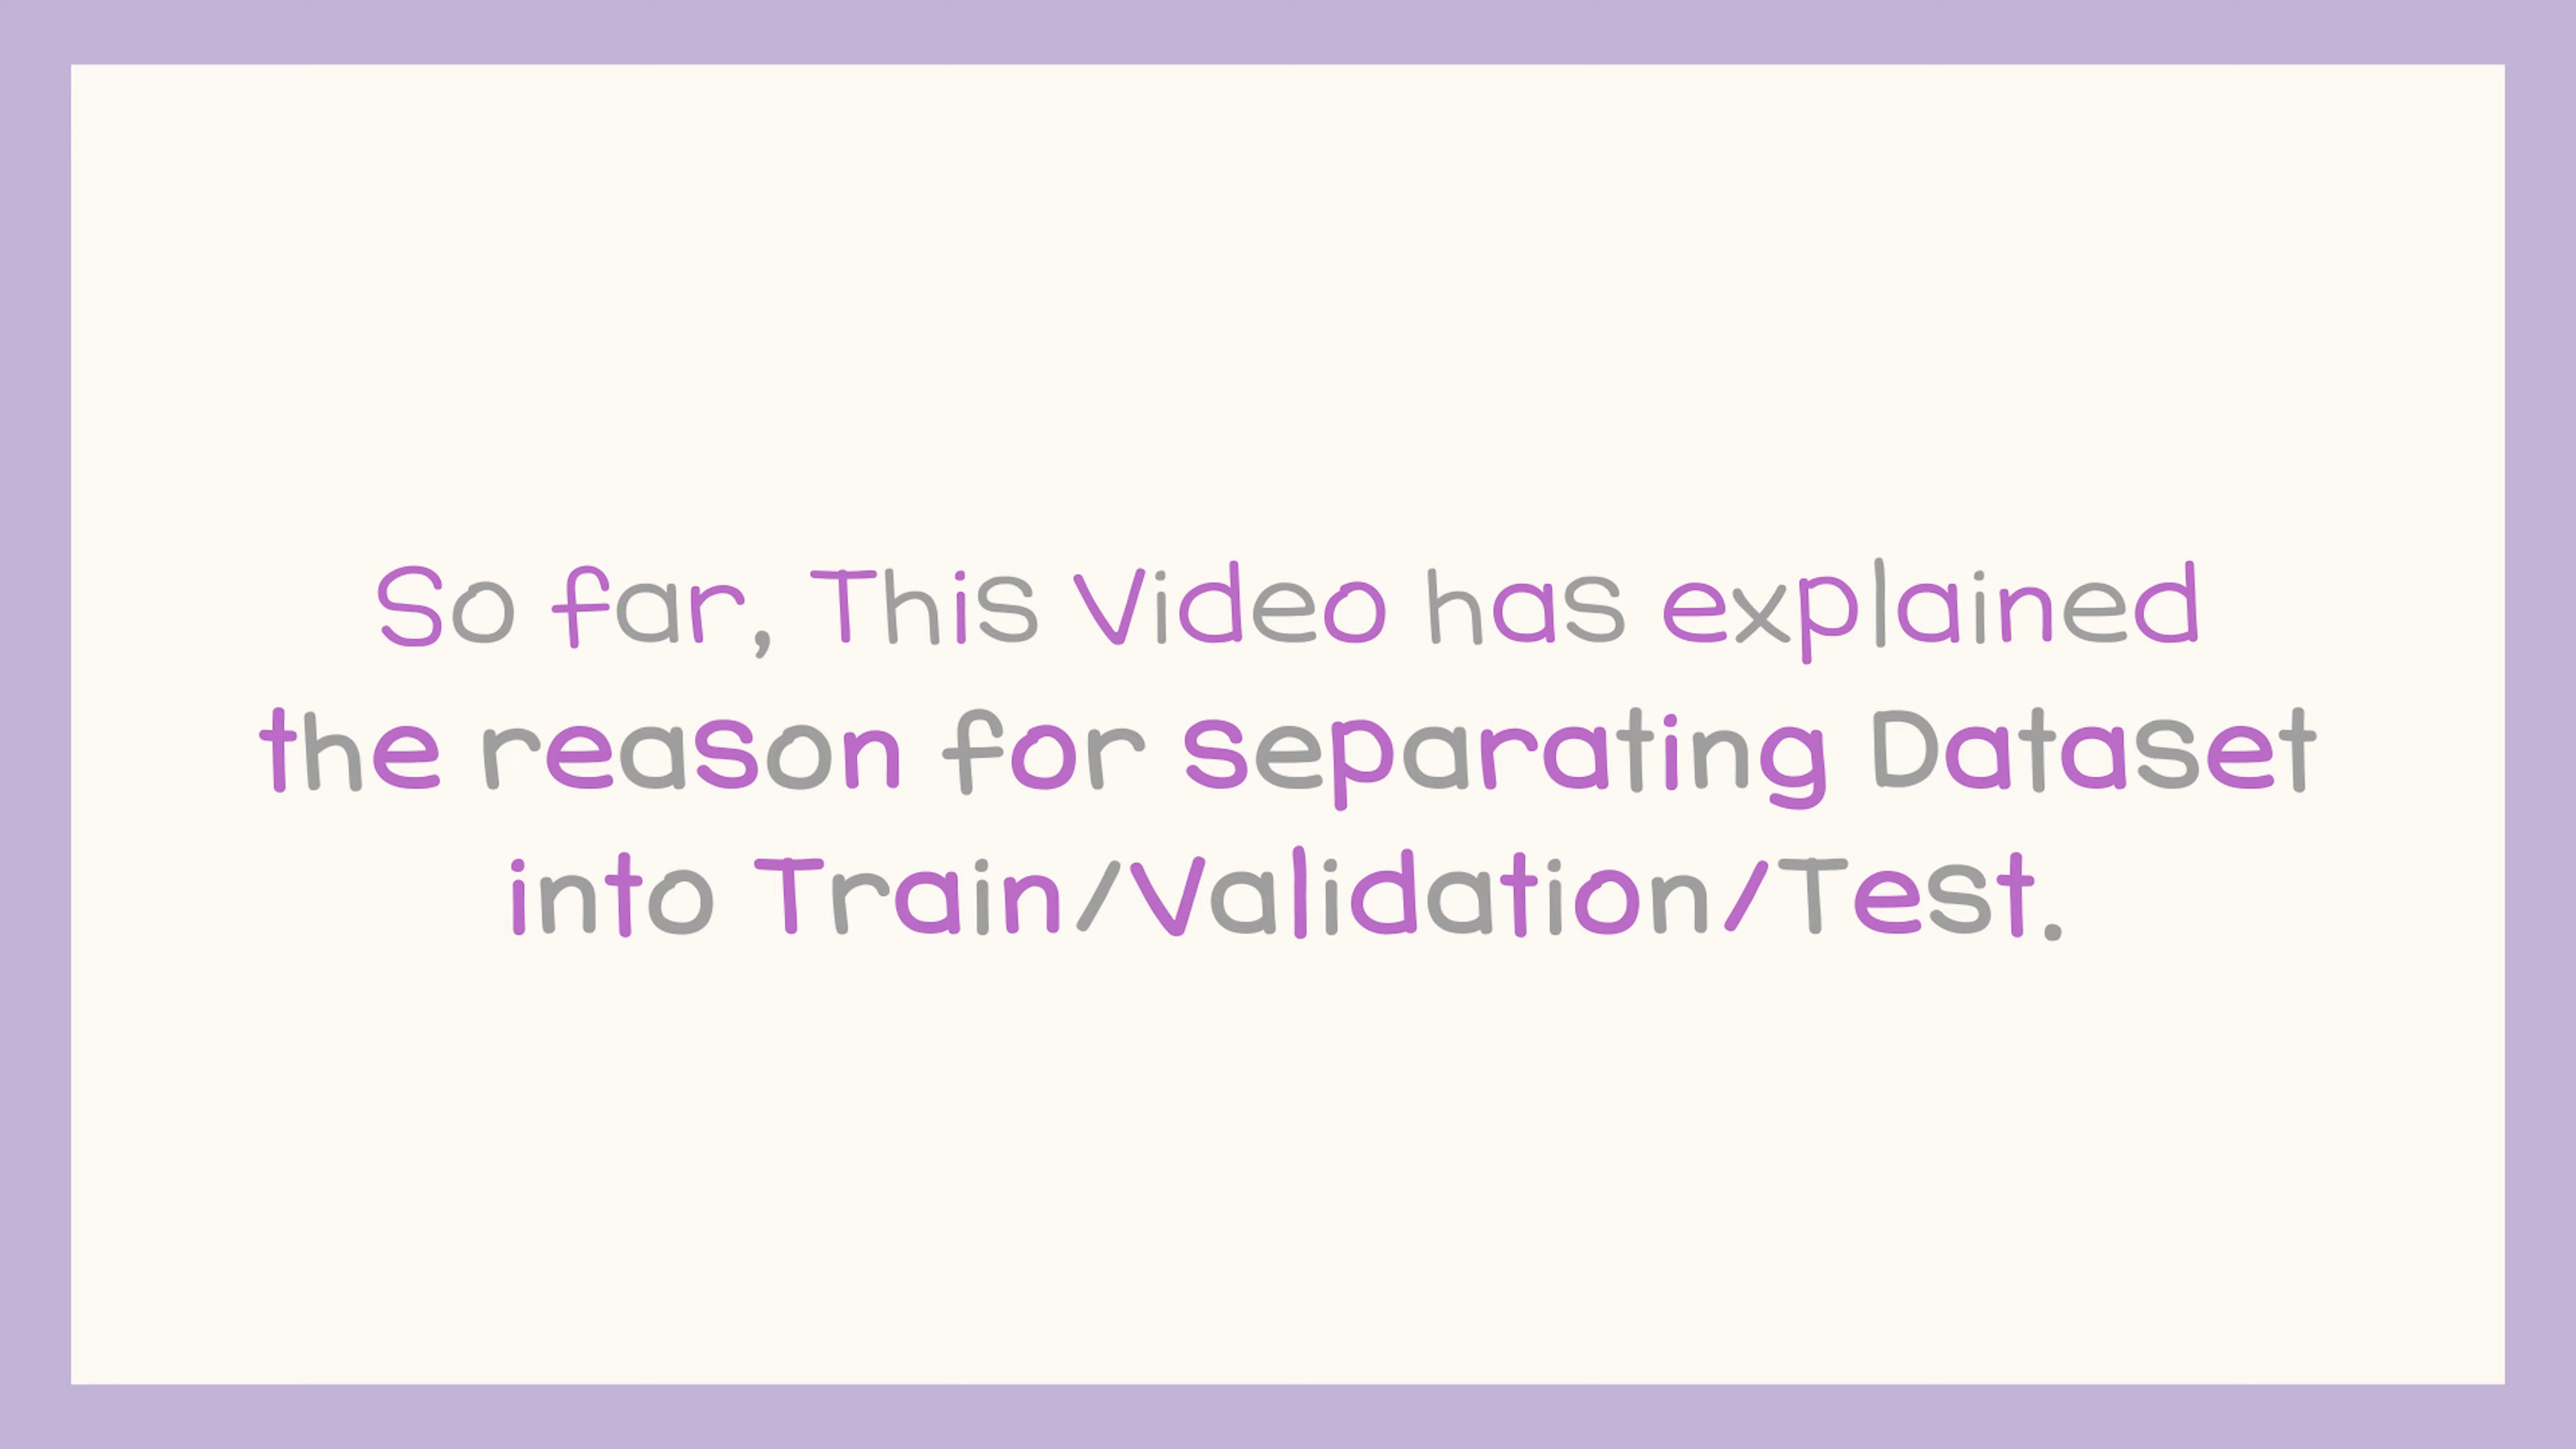 So far, This Video has explained
the reason for separating Dataset
into Train/Validation/Test.